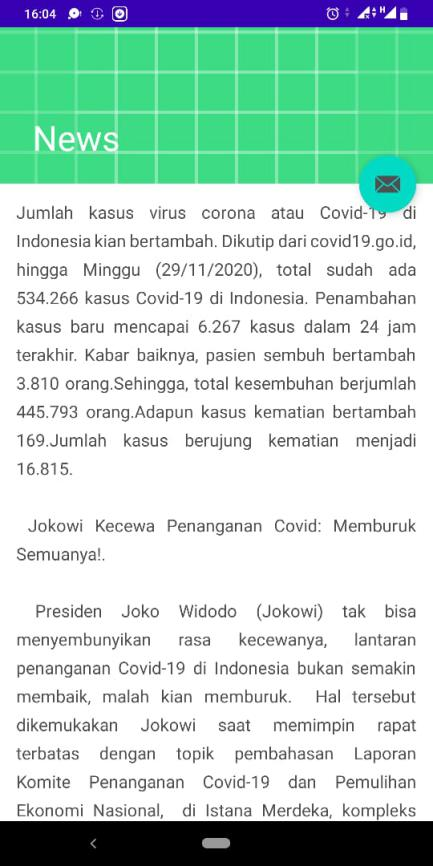 16:04
News
Jumlah kasus virus corona atau Covid-19 di
Indonesia kian bertambah. Dikutip dari covid19.go.id,
hingga Minggu (29/11/2020), total sudah ada
534.266 kasus Covid-19 di Indonesia. Penambahan
kasus baru mencapai 6.267 kasus dalam 24 jam
terakhir. Kabar baiknya, pasien sembuh bertambah
3.810 orang.Sehingga, total kesembuhan berjumlah
445.793 orang.Adapun kasus kematian bertambah
169.Jumlah kasus berujung kematian menjadi
16.815.
Jokowi Kecewa Penanganan Covid: Memburuk
Semuanya!.
Presiden Joko Widodo (Jokowi) tak bisa
menyembunyikan rasa kecewanya, lantaran
penanganan Covid-19 di Indonesia bukan semakin
membaik, malah kian memburuk. Hal tersebut
dikemukakan Jokowi saat memimpin rapat
terbatas dengan topik pembahasan Laporan
Komite Penanganan Covid-19 dan Pemulihan
Ekonomi Nasional, di Istana Merdeka, kompleks